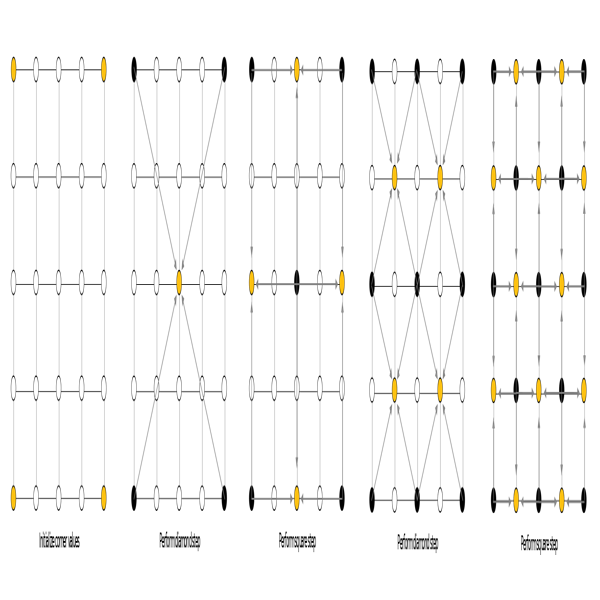 Initialize corner values
Perform diamond step
Perform square step
Perform diamond step
Perform square step